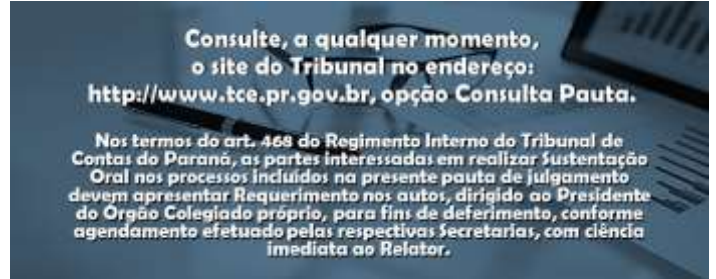 Consulte, a qualquer momento,
o site do Tribunal no endereço:
http://www.tce.pr.gov.br, opção Consulta Pauta.
Nos termos do art. 468 do Regimento Interno do Tribunal de
Contas do Paraná, as partes interessadas em realizar Sustentação
Oral nos processos incluídos na presente pauta de julgamento
devem apresentar Requerimento nos autos, dirigido ao Presidente
do Órgão Colegiado próprio, para fins de deferimento, conforme
agendamento efetuado pelas respectivas Secretarias, com ciência
imediata ao Relator.